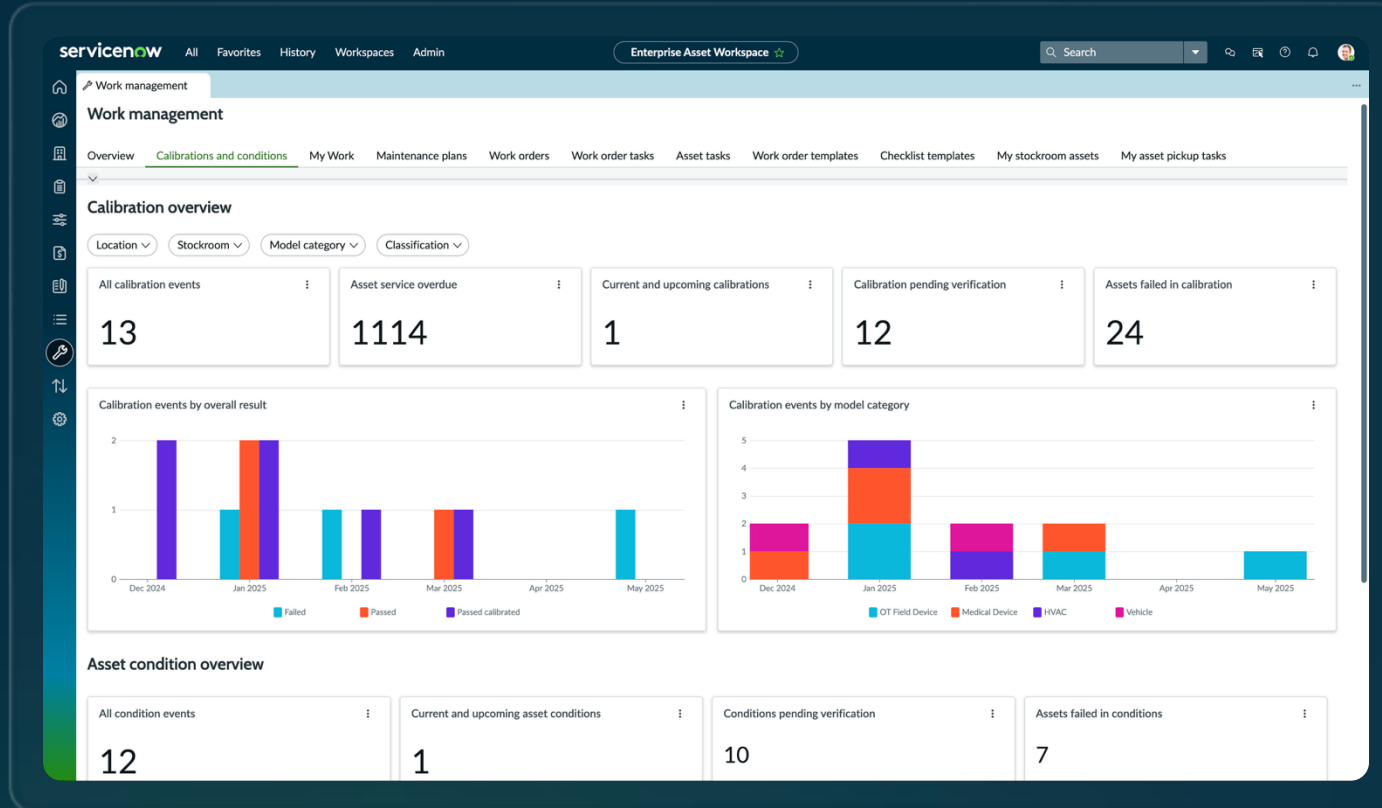 servicenow All Favorites History Workspaces Admin Enterprise Asset Workspace Search
Work management
Work management
Overview Calibrations and conditions My Work Maintenance plans Work orders Work order tasks Asset tasks Work order templates Checklist templates My stockroom assets My asset pickup tasks
Calibration overview
Location Stockroom Model category Classification
All calibration events Asset service overdue Current and upcoming calibrations Calibration pending verification Assets failed in calibration
13 1114 1 12 24
Calibration events by overall result
2
1
0
Dec 2024 Jan 2025 Feb 2025 Mar 2025 Apr 2025 May 2025
Failed Passed Passed calibrated
Calibration events by model category
5
4
3
2
1
0
Dec 2024 Jan 2025 Feb 2025 Mar 2025 Apr 2025 May 2025
OT Field Device Medical Device HVAC Vehicle
Asset condition overview
All condition events Current and upcoming asset conditions Conditions pending verification Assets failed in conditions
12 1 10 7